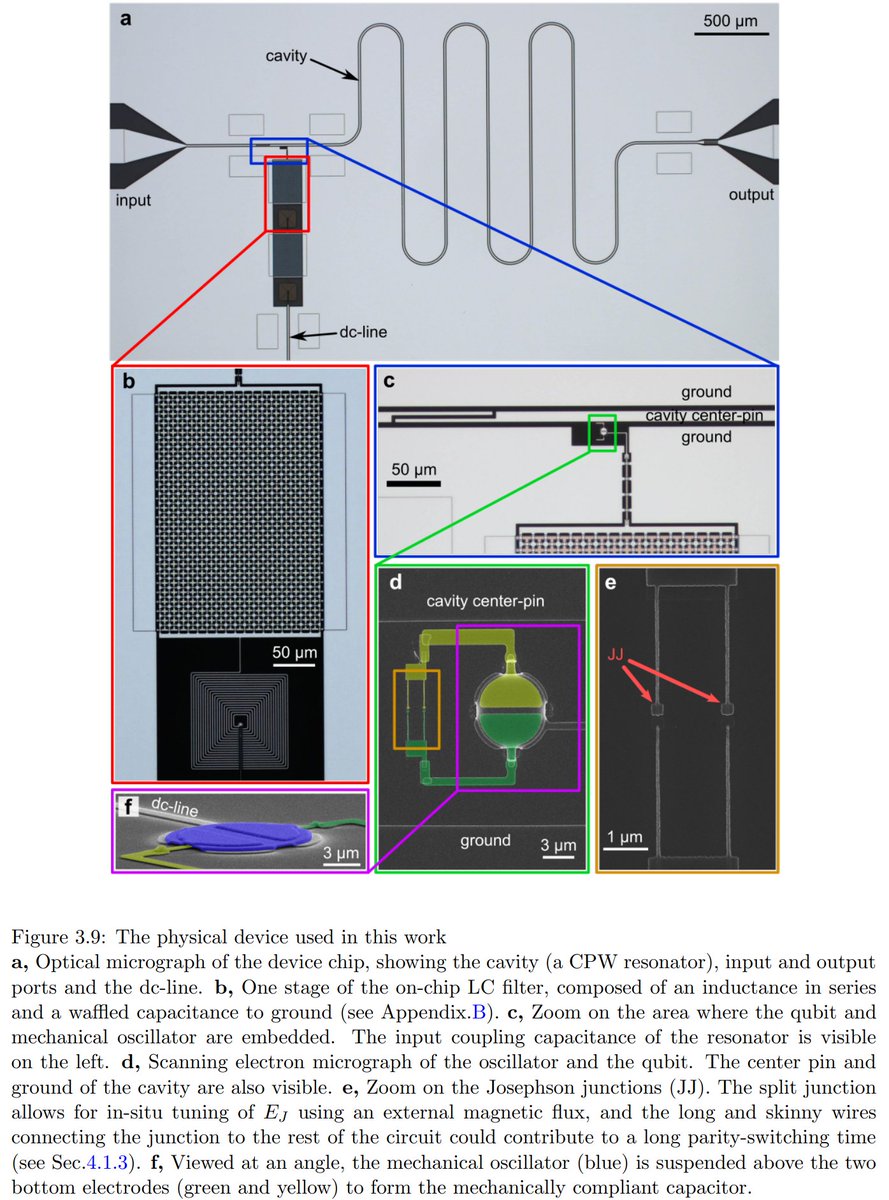 a
500 µm
cavity
input
output
dc-line
b
50 µm
c
ground
cavity center-pin
ground
50 µm
d
cavity center-pin
ground
3 µm
e
JJ
1 µm
f
dc-line
3 µm
Figure 3.9: The physical device used in this work
a, Optical micrograph of the device chip, showing the cavity (a CPW resonator), input and output
ports and the dc-line. b, One stage of the on-chip LC filter, composed of an inductance in series
and a waffled capacitance to ground (see Appendix.B). c, Zoom on the area where the qubit and
mechanical oscillator are embedded. The input coupling capacitance of the resonator is visible
on the left. d, Scanning electron micrograph of the oscillator and the qubit. The center pin and
ground of the cavity are also visible. e, Zoom on the Josephson junctions (JJ). The split junction
allows for in-situ tuning of EJ using an external magnetic flux, and the long and skinny wires
connecting the junction to the rest of the circuit could contribute to a long parity-switching time
(see Sec.4.1.3). f, Viewed at an angle, the mechanical oscillator (blue) is suspended above the two
bottom electrodes (green and yellow) to form the mechanically compliant capacitor.